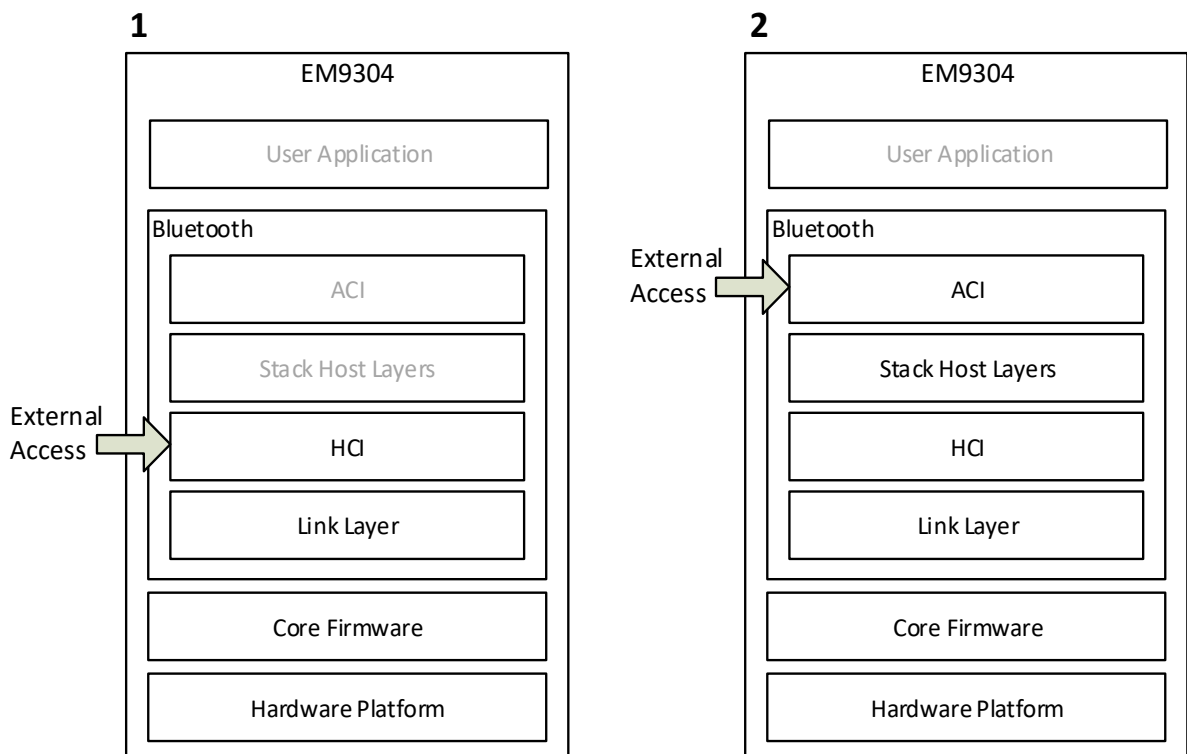 1
EM9304
User Application
Bluetooth
ACI
Stack Host Layers
External
Access
HCI
Link Layer
Core Firmware
Hardware Platform
2
EM9304
User Application
Bluetooth
External
Access
ACI
Stack Host Layers
HCI
Link Layer
Core Firmware
Hardware Platform